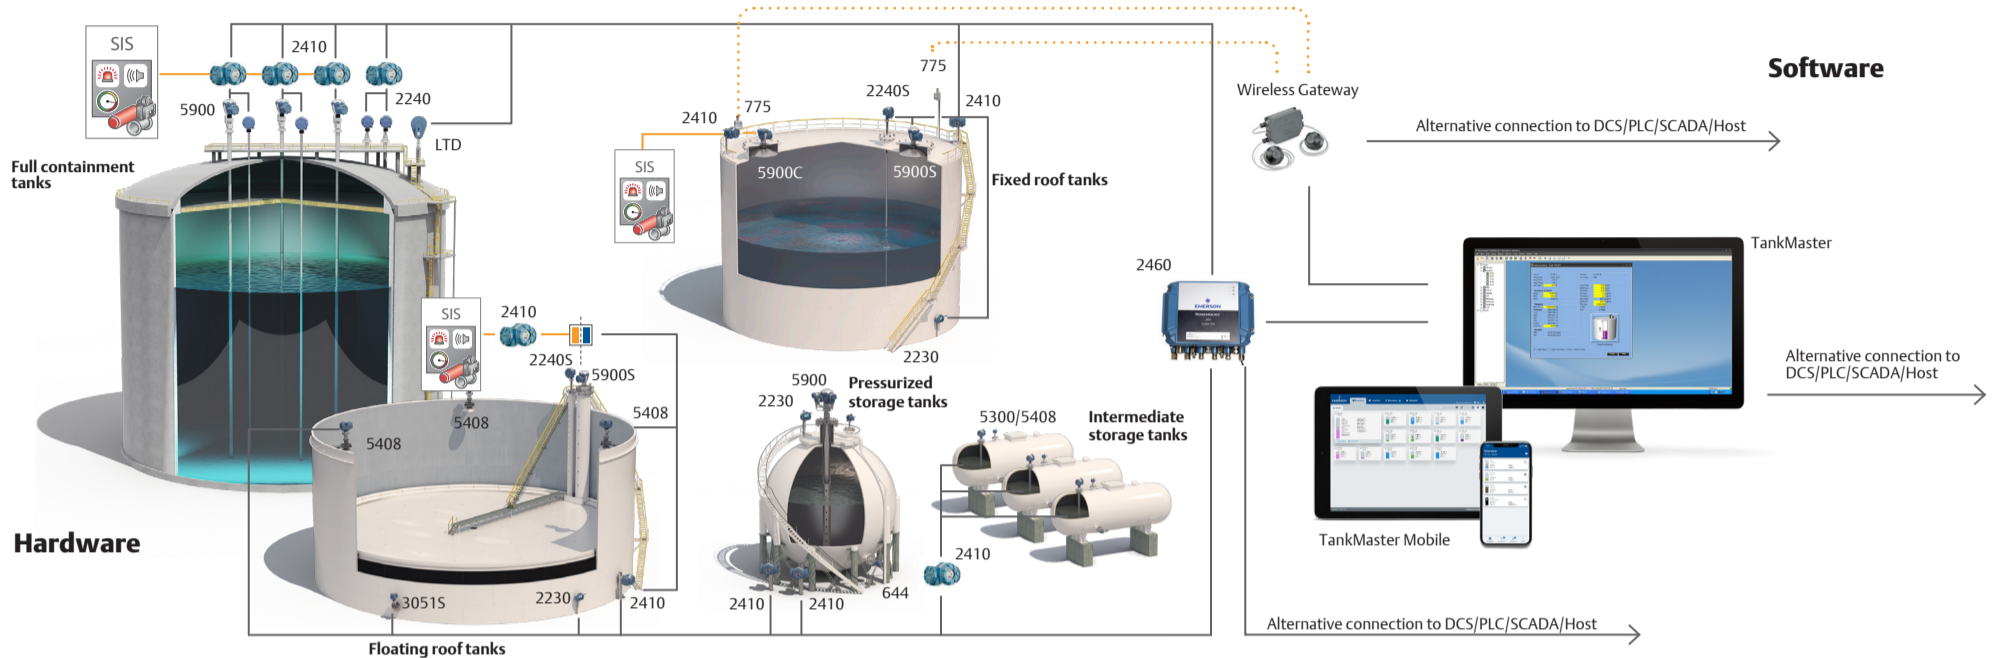 SIS
2410
5900
2240
LTD
Full containment
tanks
2410
775
2240S
775
2410
5900C
5900S
SIS
Fixed roof tanks
2230
Wireless Gateway
Alternative connection to DCS/PLC/SCADA/Host
Software
TankMaster
2460
EMERSON
Alternative connection to
DCS/PLC/SCADA/Host
SIS
2410
2240S
5900S
5408
5408
5408
3051S
2230
2410
Floating roof tanks
Hardware
5900
2230
Pressurized
storage tanks
2410
2410
644
5300/5408
Intermediate
storage tanks
2410
TankMaster Mobile
Alternative connection to DCS/PLC/SCADA/Host